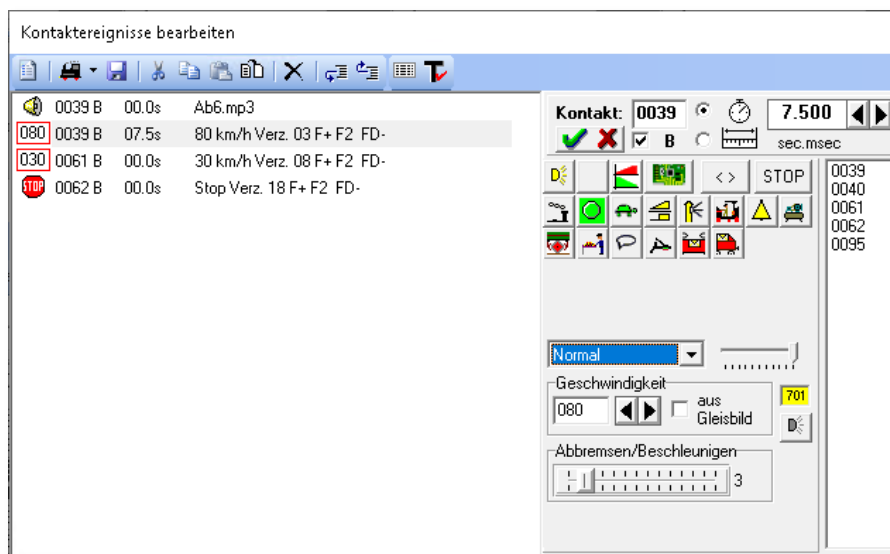 Kontaktereignisse bearbeiten
0039 B 00.0s Ab6.mp3
080 0039 B 07.5s 80 km/h Verz. 03 F+ F2 FD-
030 0061 B 00.0s 30 km/h Verz. 08 F+ F2 FD-
STOP 0062 B 00.0s Stop Verz. 18 F+ F2 FD-
Kontakt: 0039 7.500
B sec.msec
D < > STOP
0039
0040
0061
0062
0095
Normal
Geschwindigkeit
080 aus Gleisbild
701
D
Abbremsen/Beschleunigen
3